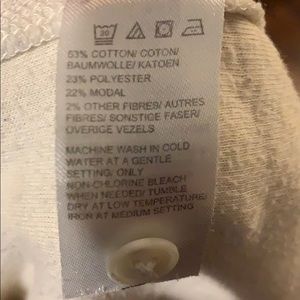 30
53% COTTON/ COTON/
BAUMWOLLE/ KATOEN
23% POLYESTER
22% MODAL
2% OTHER FIBRES/ AUTRES
FIBRES/ SONSTIGE FASER/
OVERIGE VEZELS
MACHINE WASH IN COLD
WATER AT A GENTLE
SETTING/ ONLY
NON-CHLORINE BLEACH
WHEN NEEDED/ TUMBLE
DRY AT LOW TEMPERATURE/
IRON AT MEDIUM SETTING